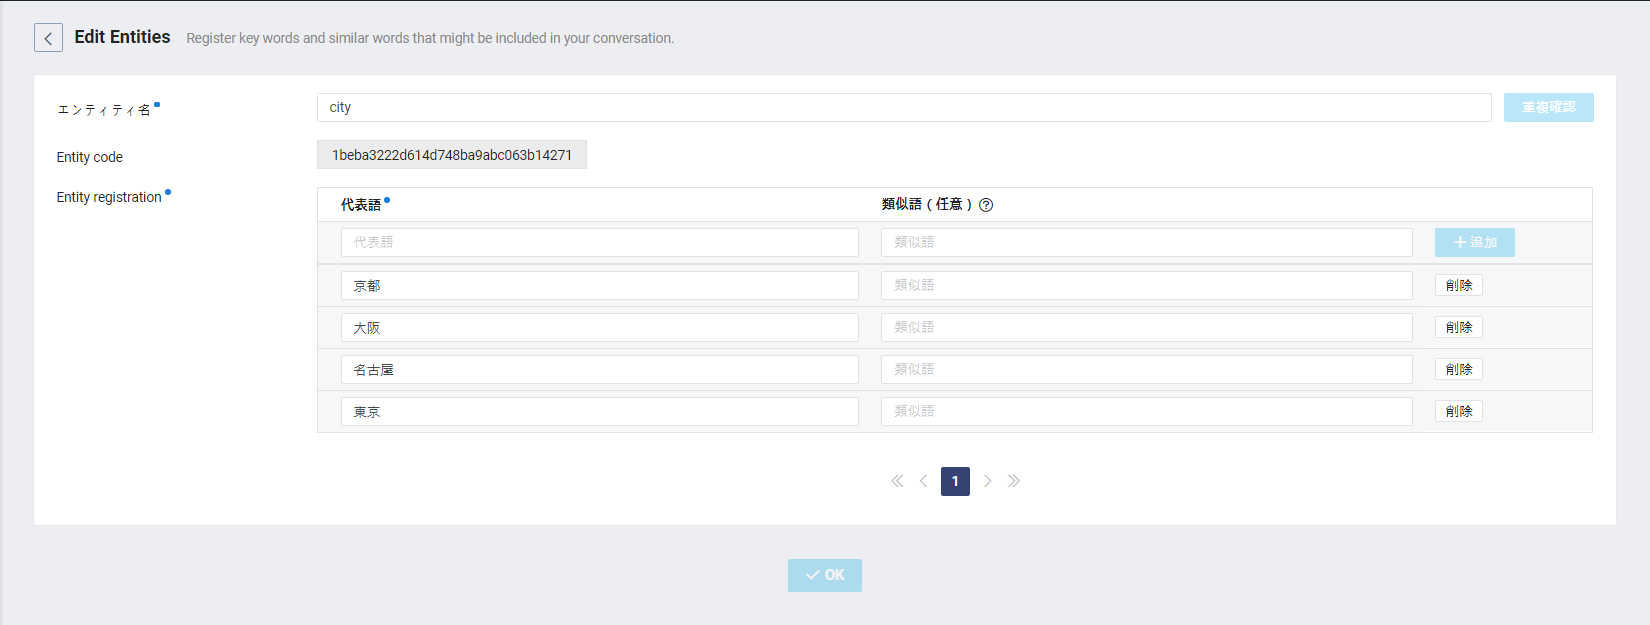 Edit Entities Register key words and similar words that might be included in your conversation.
エンティティ名 city 重複確認
Entity code 1beba3222d614d748ba9abc063b14271
Entity registration
代表語 類似語 ( 任意 ) ?
代表語 類似語 + 追加
京都 類似語 削除
大阪 類似語 削除
名古屋 類似語 削除
東京 類似語 削除
1
OK